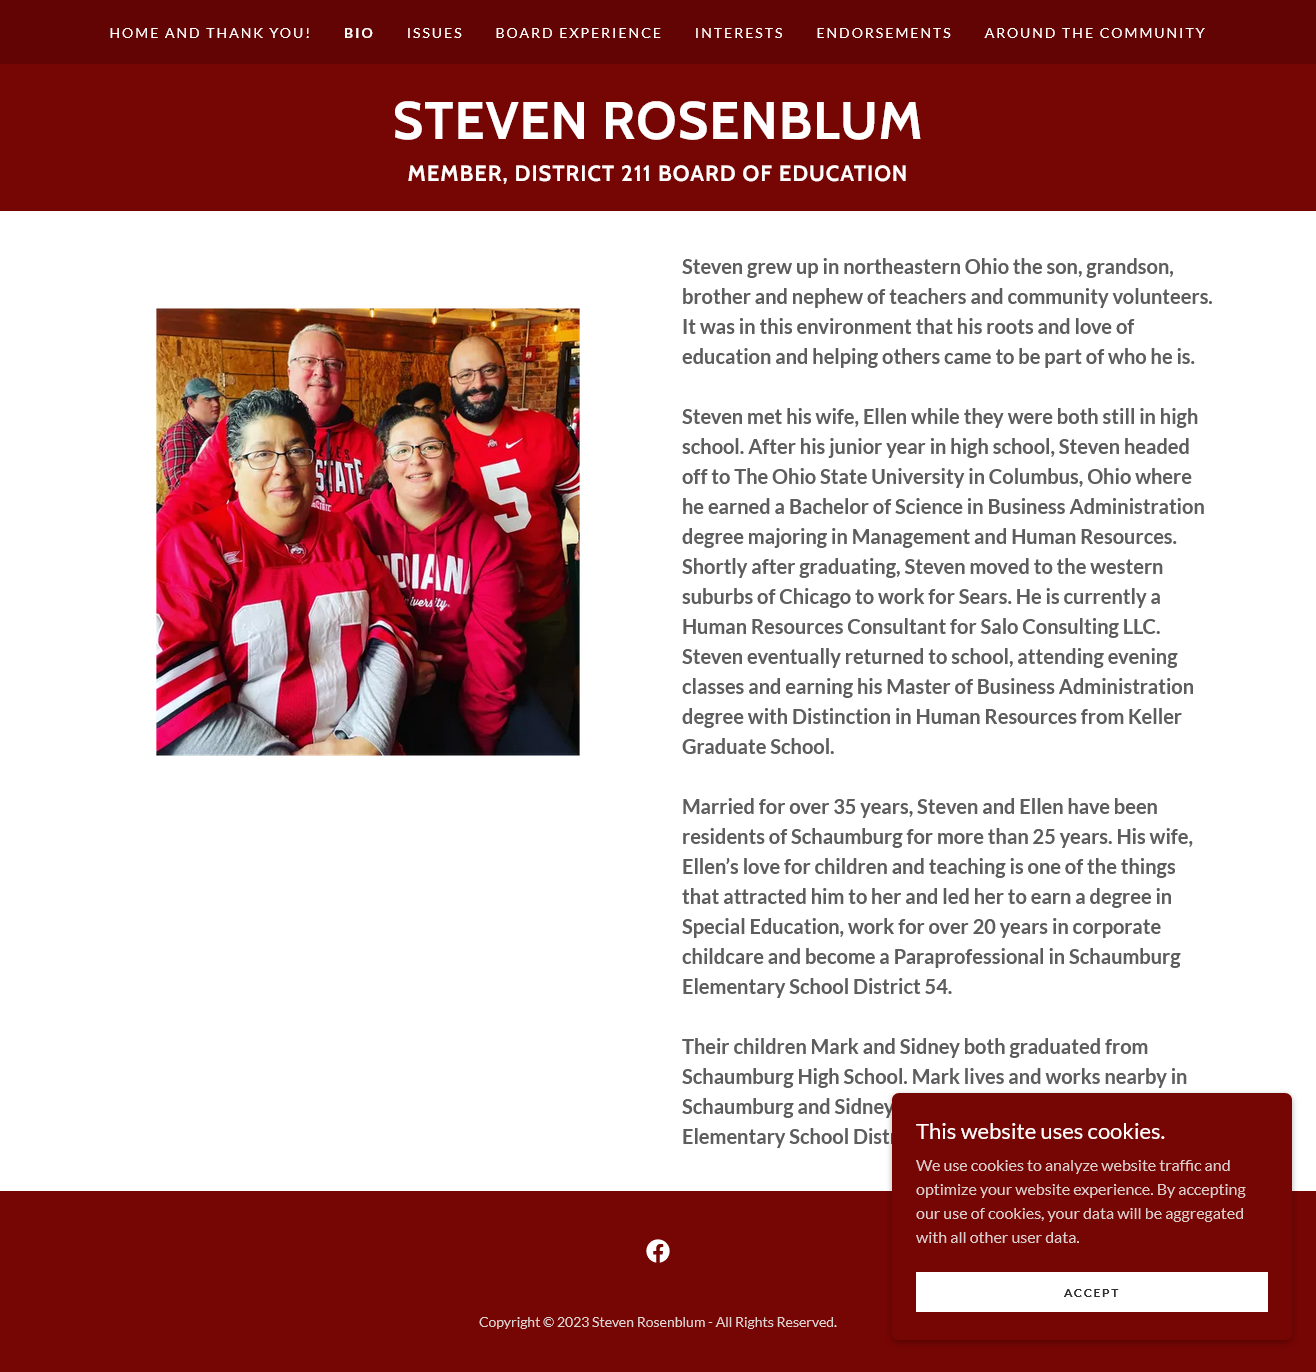 HOME AND THANK YOU! BIO ISSUES BOARD EXPERIENCE INTERESTS ENDORSEMENTS AROUND THE COMMUNITY
STEVEN ROSENBLUM
MEMBER, DISTRICT 211 BOARD OF EDUCATION
STATE
5
INDIANA
10
Steven grew up in northeastern Ohio the son, grandson,
brother and nephew of teachers and community volunteers.
It was in this environment that his roots and love of
education and helping others came to be part of who he is.
Steven met his wife, Ellen while they were both still in high
school. After his junior year in high school, Steven headed
off to The Ohio State University in Columbus, Ohio where
he earned a Bachelor of Science in Business Administration
degree majoring in Management and Human Resources.
Shortly after graduating, Steven moved to the western
suburbs of Chicago to work for Sears. He is currently a
Human Resources Consultant for Salo Consulting LLC.
Steven eventually returned to school, attending evening
classes and earning his Master of Business Administration
degree with Distinction in Human Resources from Keller
Graduate School.
Married for over 35 years, Steven and Ellen have been
residents of Schaumburg for more than 25 years. His wife,
Ellen’s love for children and teaching is one of the things
that attracted him to her and led her to earn a degree in
Special Education, work for over 20 years in corporate
childcare and become a Paraprofessional in Schaumburg
Elementary School District 54.
Their children Mark and Sidney both graduated from
Schaumburg High School. Mark lives and works nearby in
Schaumburg and Sidney
Elementary School
This website uses cookies.
We use cookies to analyze website traffic and
optimize your website experience. By accepting
our use of cookies, your data will be aggregated
with all other user data.
ACCEPT
Copyright © 2023 Steven Rosenblum - All Rights Reserved.